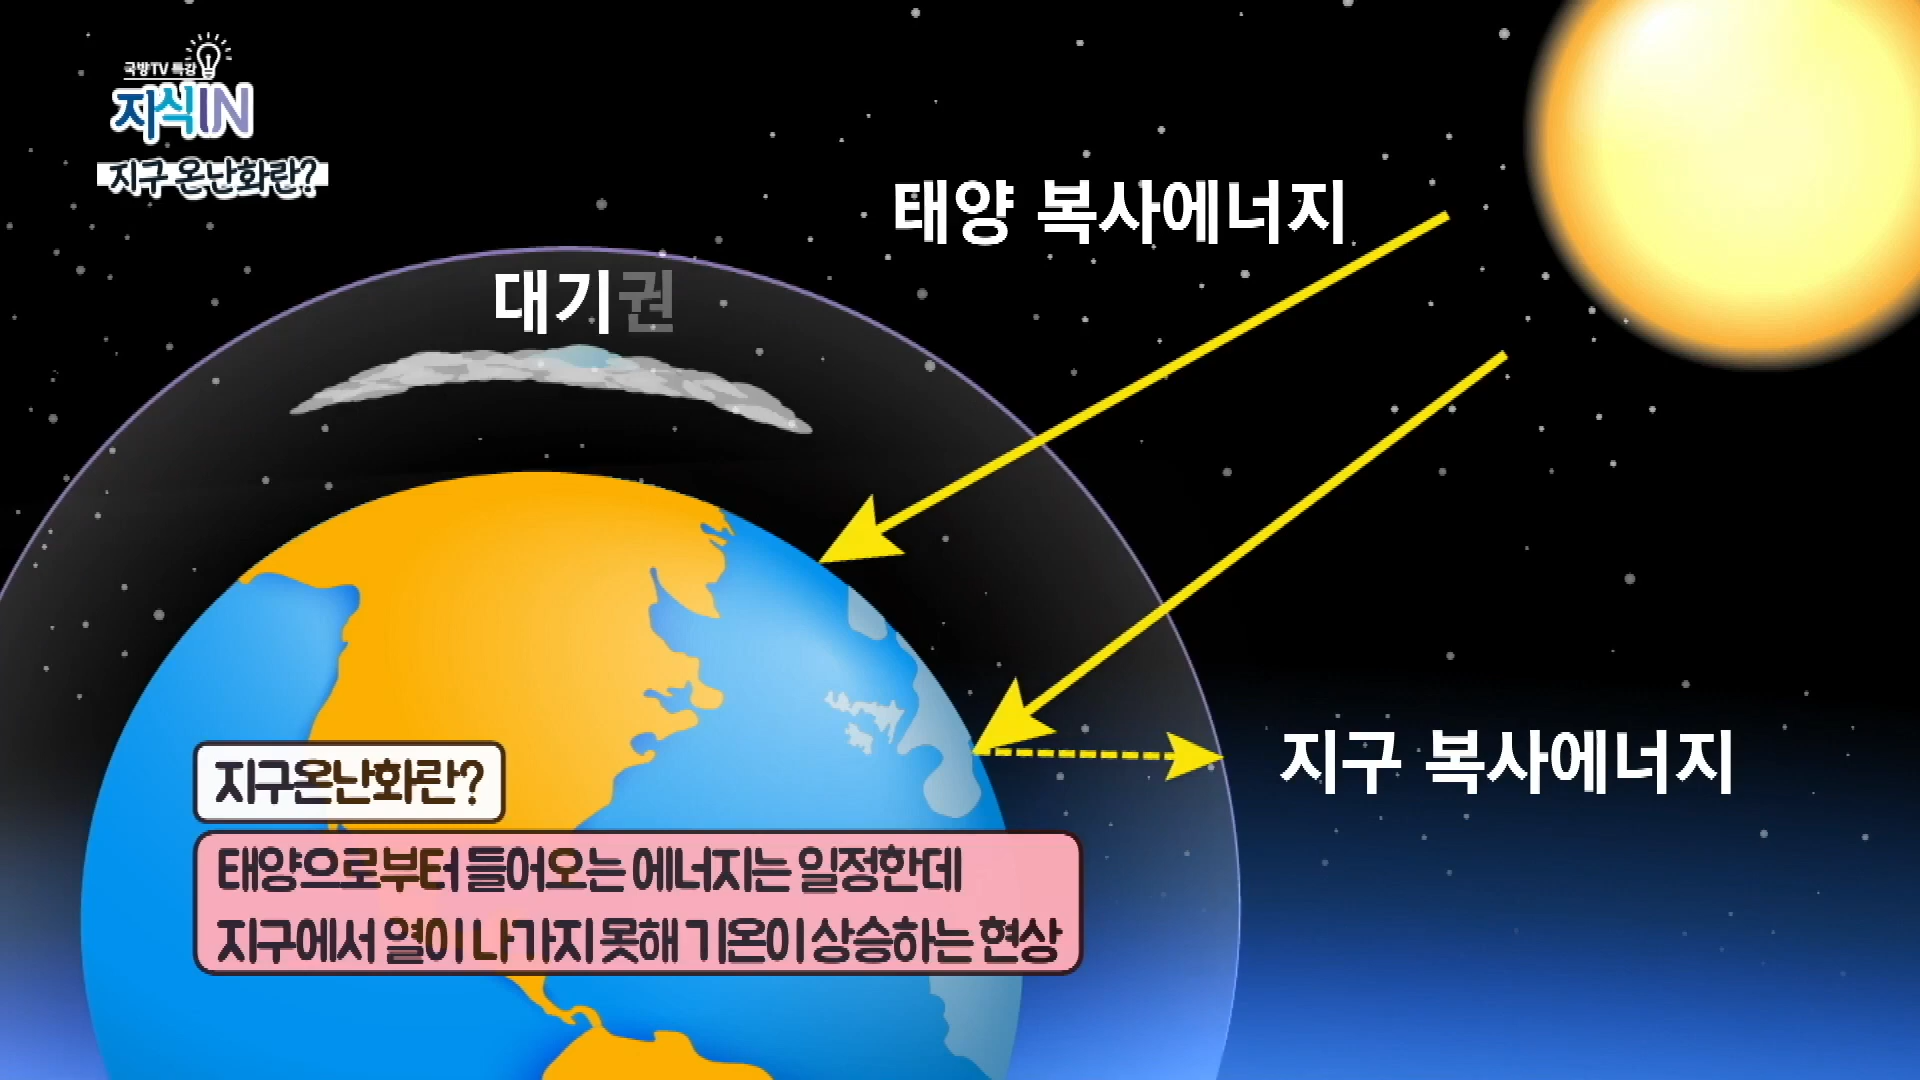 국방TV 특강
지식IN
지구 온난화란?
태양 복사에너지
대기권
지구 복사에너지
지구온난화란?
태양으로부터 들어오는 에너지는 일정한데
지구에서 열이 나가지 못해 기온이 상승하는 현상